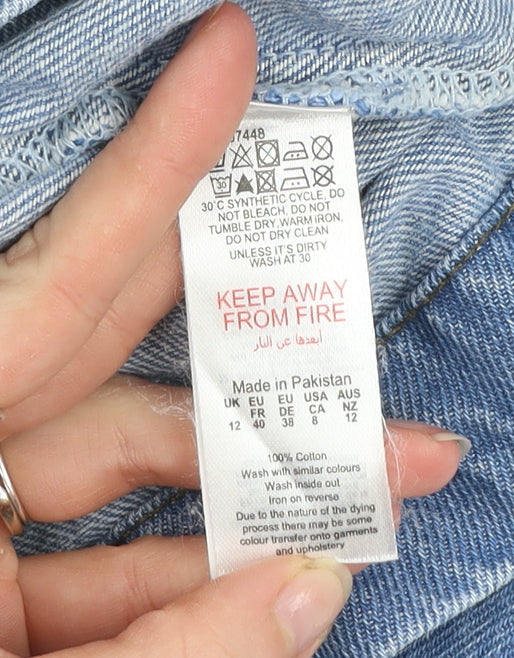 7448
30
30°C SYNTHETIC CYCLE, DO
NOT BLEACH, DO NOT
TUMBLE DRY, WARM IRON,
DO NOT DRY CLEAN
UNLESS IT'S DIRTY
WASH AT 30
KEEP AWAY
FROM FIRE
أبعدها عن النار
Made in Pakistan
UK EU EU USA AUS
FR DE CA NZ
12 40 38 8 12
100% Cotton
Wash with similar colours
Wash inside out
Iron on reverse
Due to the nature of the dying
process there may be some
colour transfer onto garments
and upholstery